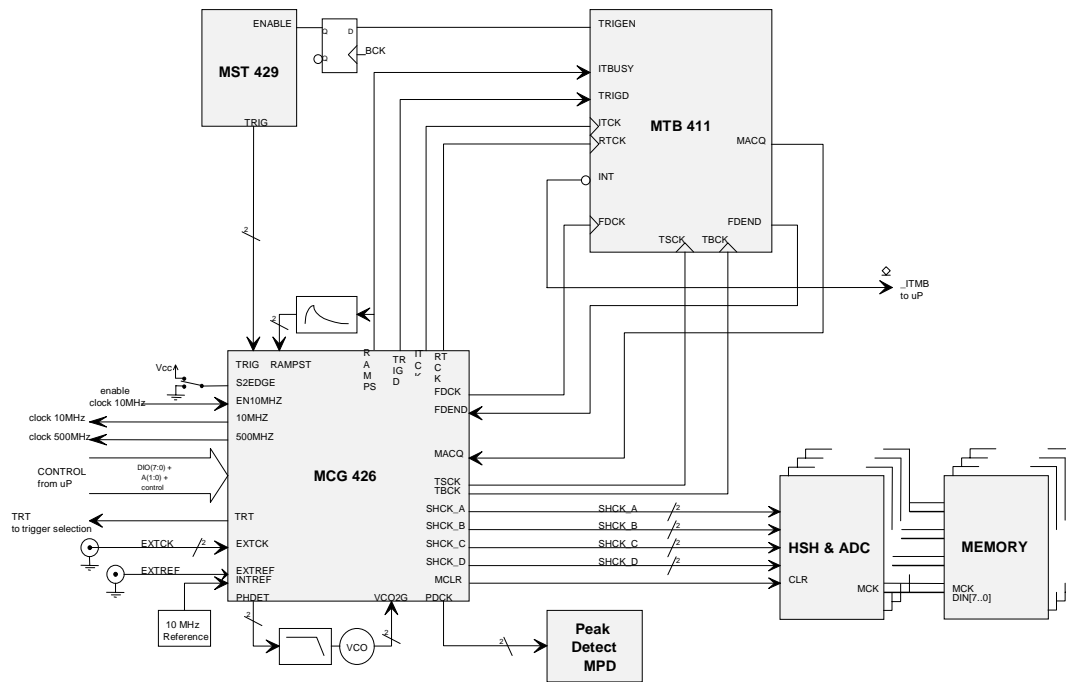 ENABLE
Q
D
Q
BCK
MST 429
TRIG
TRIGEN
ITBUSY
TRIGD
ITCK
RTCK
INT
FDCK
MTB 411
MACQ
FDEND
TSCK
TBCK
_ITMB
to uP
2
2
TRIG
RAMPST
RAMPS
TRIGD
ITCK
RTCK
Vcc
S2EDGE
enable
clock 10MHz
EN10MHZ
clock 10MHz
10MHZ
clock 500MHz
500MHZ
CONTROL
from uP
DIO(7:0) +
A(1:0) +
control
MCG 426
FDCK
FDEND
MACQ
TSCK
TBCK
SHCK_A
SHCK_A
2
SHCK_B
SHCK_B
2
SHCK_C
SHCK_C
2
SHCK_D
SHCK_D
2
MCLR
TRT
to trigger selection
TRT
EXTCK
2
EXTCK
EXTREF
EXTREF
INTREF
PHDET
VCO2G
PDCK
10 MHz
Reference
2
VCO
2
2
Peak
Detect
MPD
HSH & ADC
CLR
MCK
MEMORY
MCK
DIN[7..0]